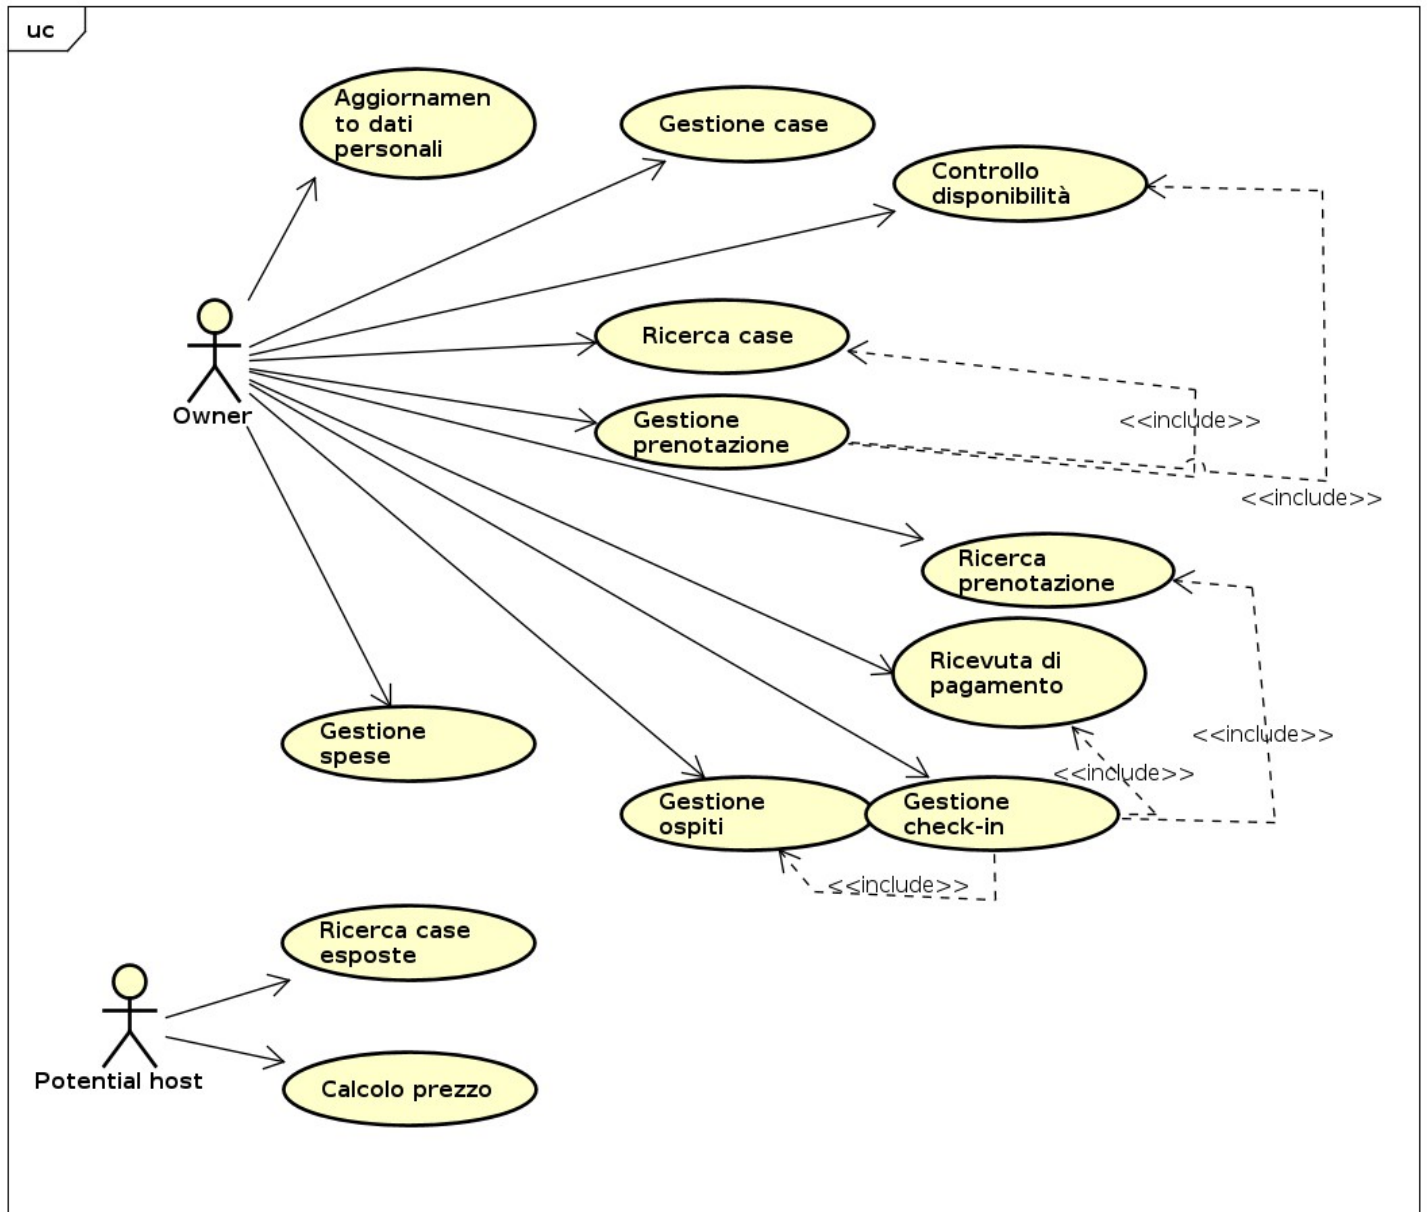 uc
Aggiornamen
to dati
personali
Gestione case
Controllo
disponibilità
Ricerca case
Owner
Gestione
prenotazione
<<include>>
<<include>>
Ricerca
prenotazione
Ricevuta di
pagamento
Gestione
spese
<<include>>
<<include>>
Gestione
ospiti
Gestione
check-in
<<include>>
Ricerca case
esposte
Potential host
Calcolo prezzo